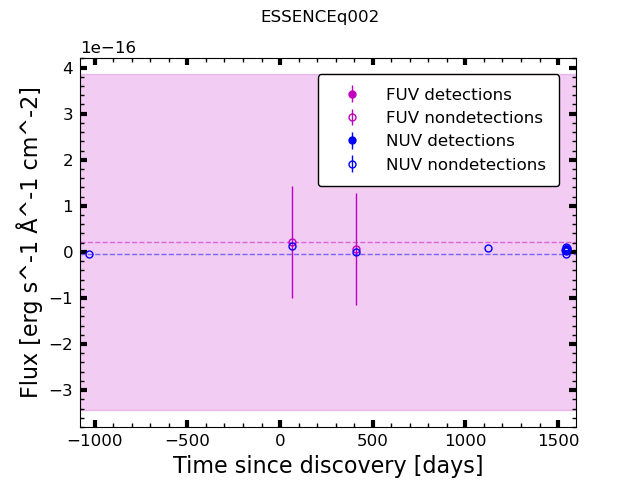 ESSENCEq002
1e−16
4
3
2
1
0
−1
−2
−3
FUV detections
FUV nondetections
NUV detections
NUV nondetections
−1000
−500
0
500
1000
1500
Time since discovery [days]
Flux [erg s^-1 Å^-1 cm^-2]